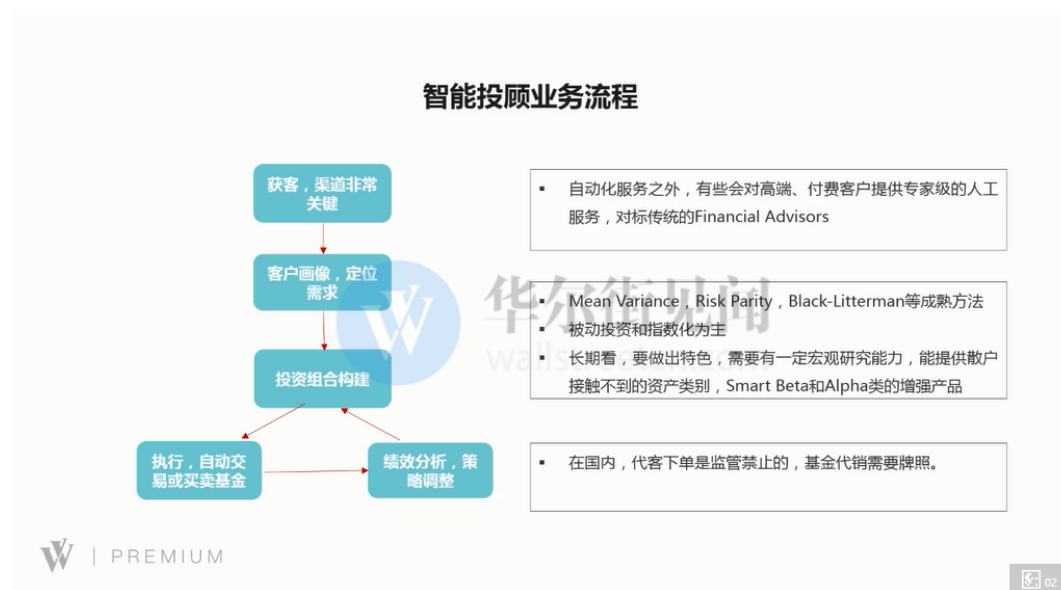 智能投顾业务流程
获客，渠道非常
关键
客户画像，定位
需求
投资组合构建
执行，自动交
易或买卖基金
绩效分析，策
略调整
▪ 自动化服务之外，有些会对高端、付费客户提供专家级的人工
服务，对标传统的Financial Advisors
▪ Mean Variance，Risk Parity，Black-Litterman等成熟方法
▪ 被动投资和指数化为主
▪ 长期看，要做出特色，需要有一定宏观研究能力，能提供散户
接触不到的资产类别，Smart Beta和Alpha类的增强产品
▪ 在国内，代客下单是监管禁止的，基金代销需要牌照。
华尔街见闻
wallstreetcn.com
W | PREMIUM
02